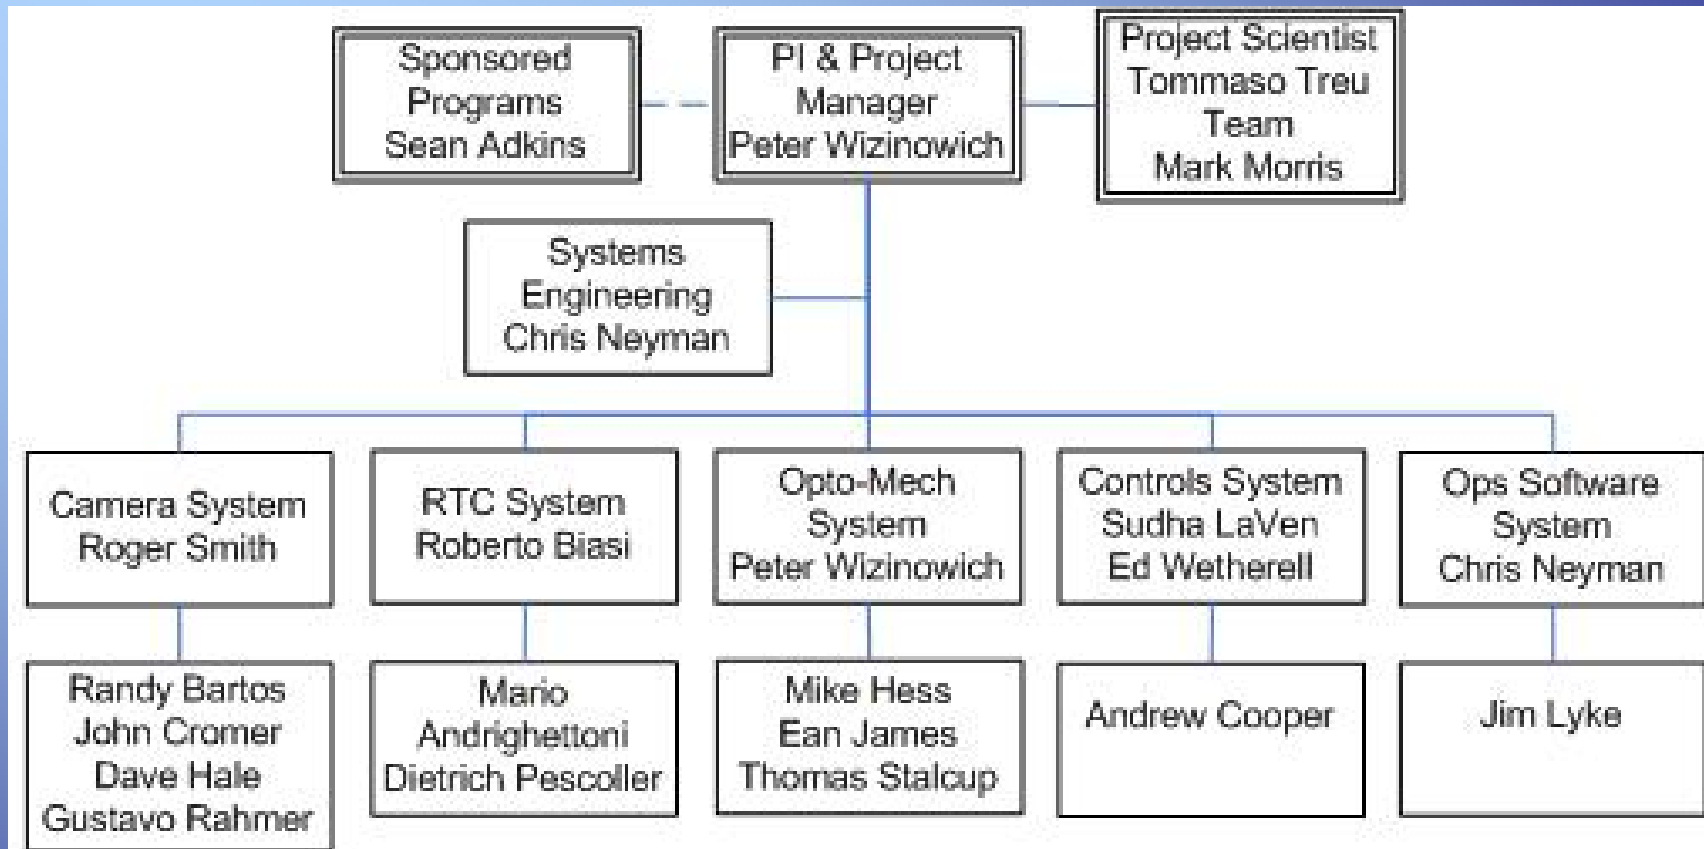 Sponsored
Programs
Sean Adkins
PI & Project
Manager
Peter Wizinowich
Project Scientist
Tommaso Treu
Team
Mark Morris
Systems
Engineering
Chris Neyman
Camera System
Roger Smith
RTC System
Roberto Biasi
Opto-Mech
System
Peter Wizinowich
Controls System
Sudha LaVen
Ed Wetherell
Ops Software
System
Chris Neyman
Randy Bartos
John Cromer
Dave Hale
Gustavo Rahmer
Mario
Andrighettoni
Dietrich Pescoller
Mike Hess
Ean James
Thomas Stalcup
Andrew Cooper
Jim Lyke